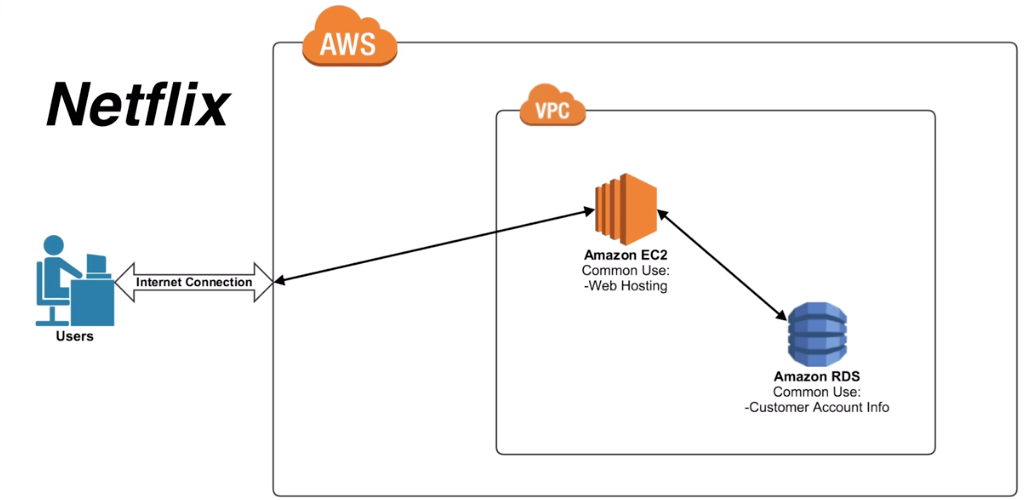 AWS
Netflix
VPC
Amazon EC2
Common Use:
-Web Hosting
Internet Connection
Users
Amazon RDS
Common Use:
-Customer Account Info